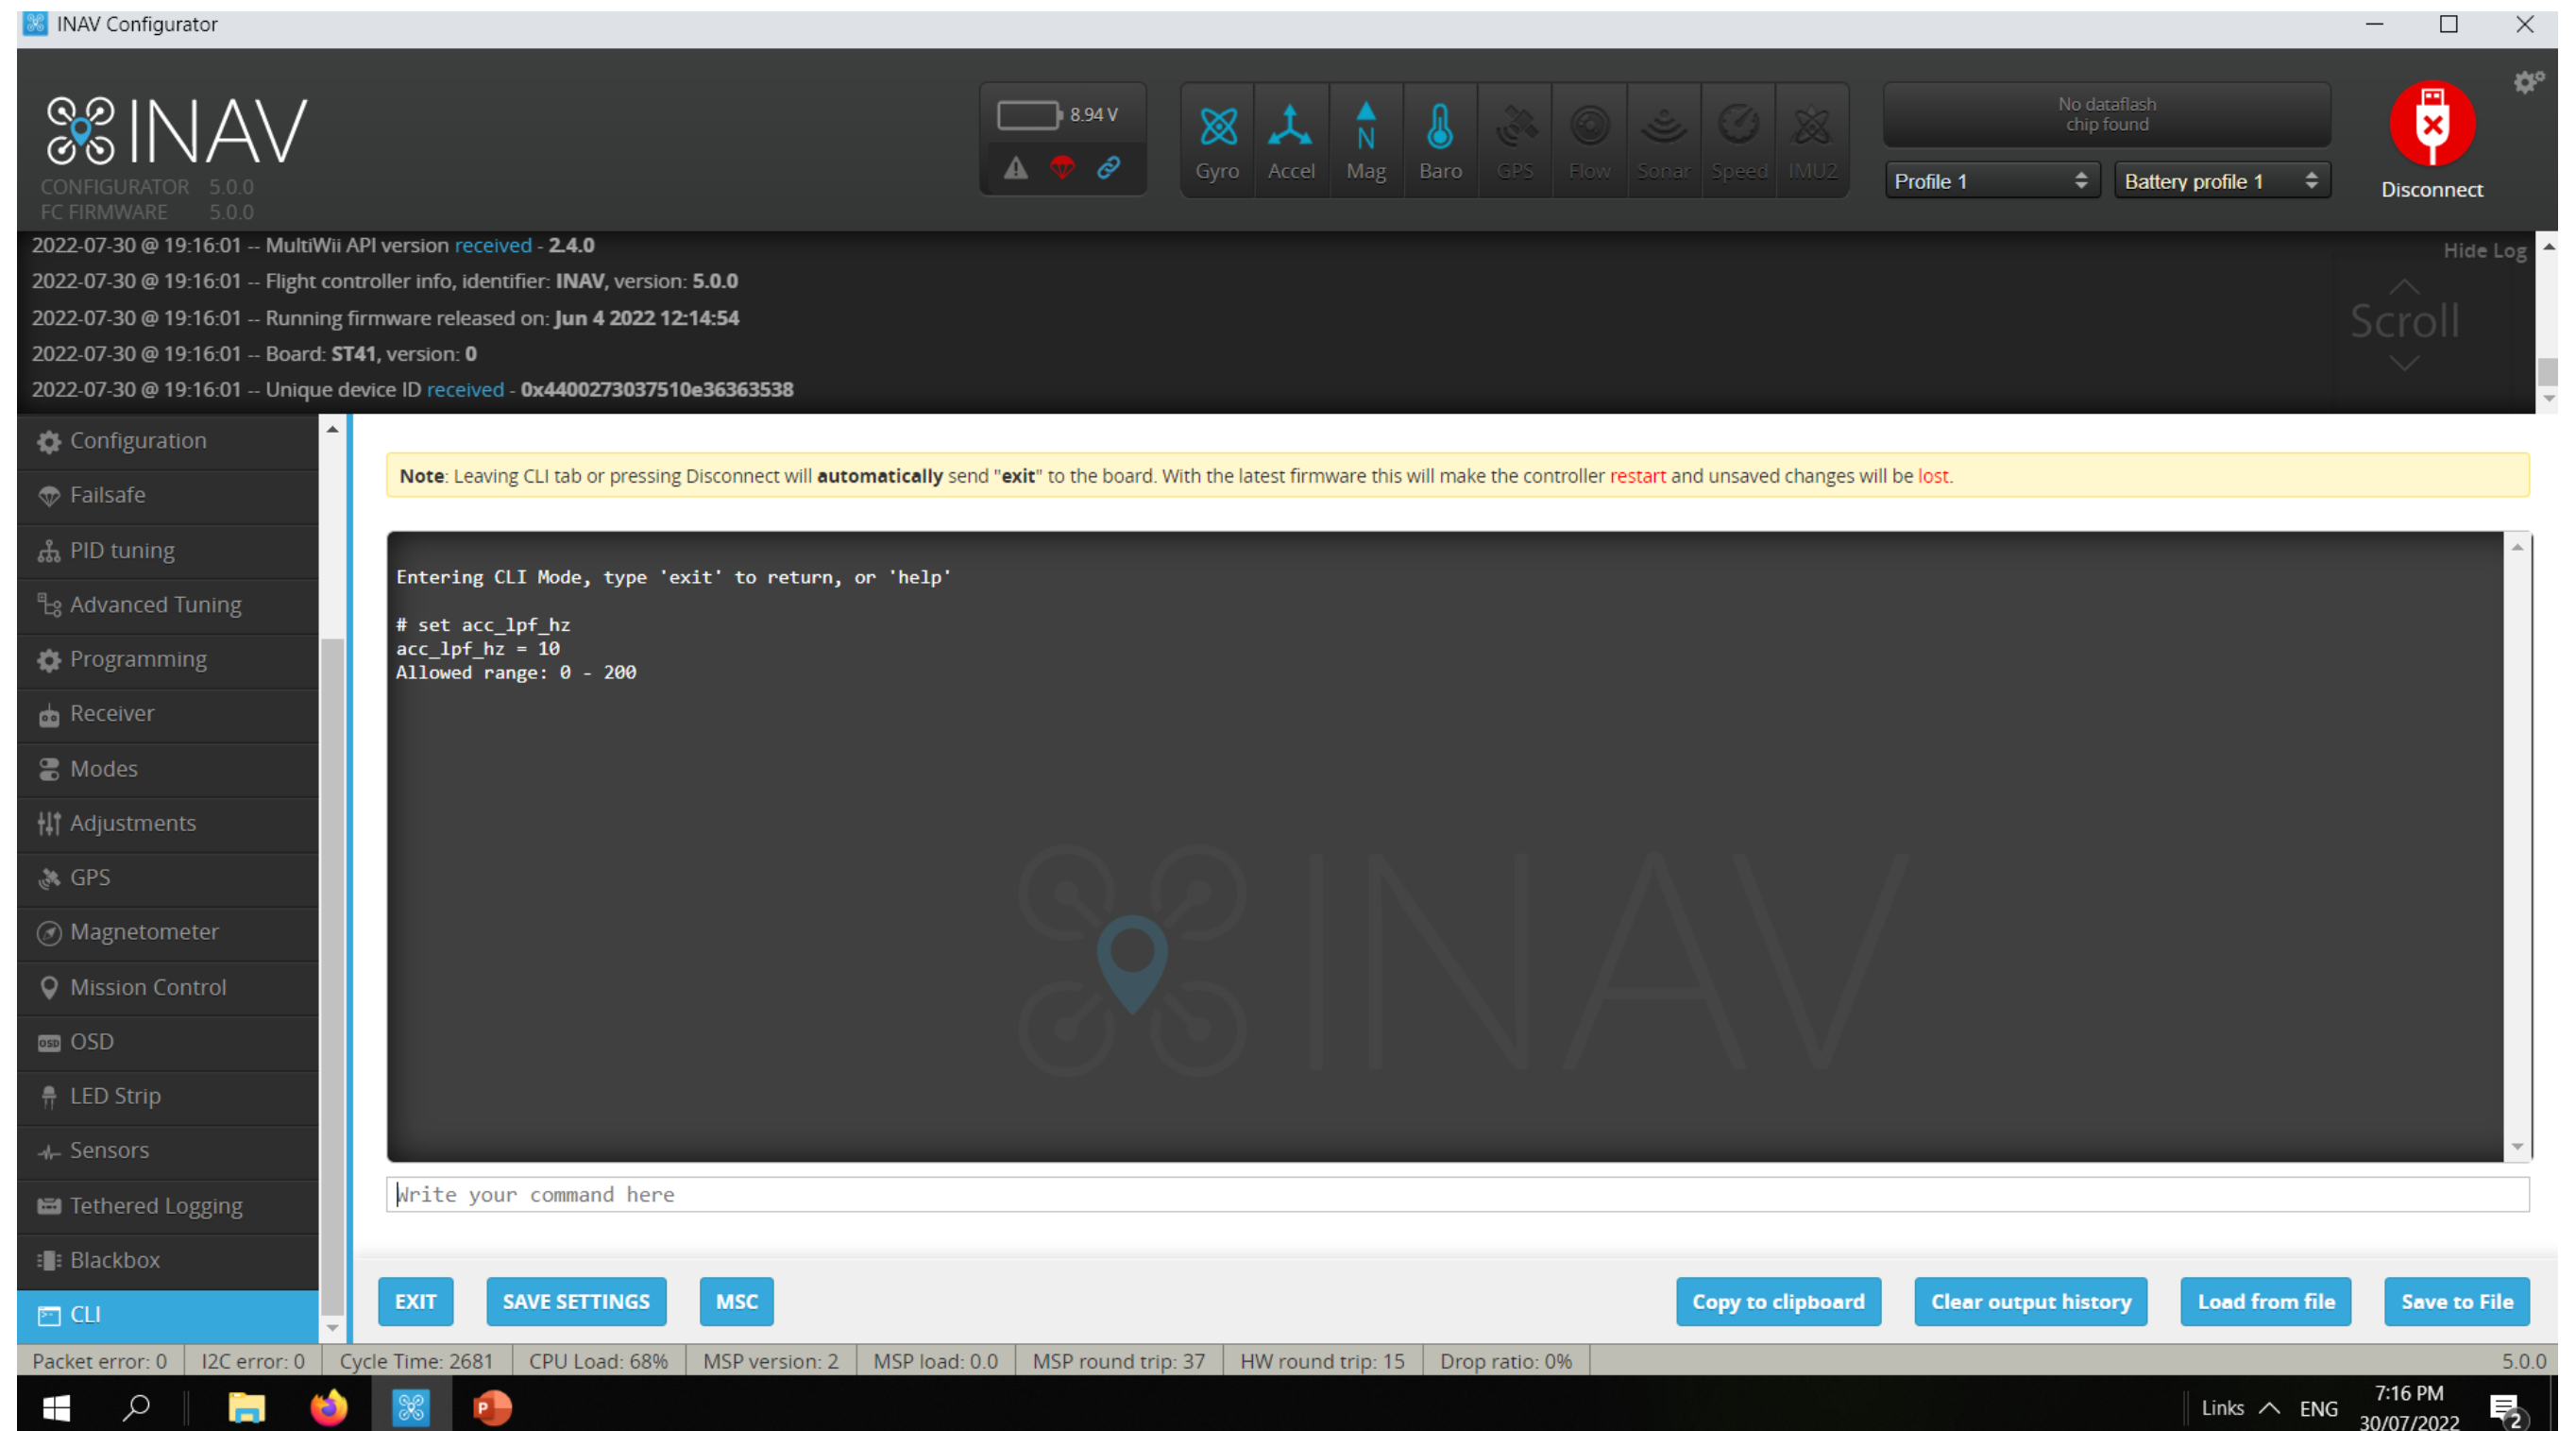 INAV Configurator
INAV
CONFIGURATOR 5.0.0
FC FIRMWARE 5.0.0
8.94 V
Gyro Accel Mag Baro GPS Flow Sonar Speed IMU2
N
No dataflash
chip found
Profile 1
Battery profile 1
Disconnect
2022-07-30 @ 19:16:01 -- MultiWii API version received - 2.4.0
2022-07-30 @ 19:16:01 -- Flight controller info, identifier: INAV, version: 5.0.0
2022-07-30 @ 19:16:01 -- Running firmware released on: Jun 4 2022 12:14:54
2022-07-30 @ 19:16:01 -- Board: ST41, version: 0
2022-07-30 @ 19:16:01 -- Unique device ID received - 0x4400273037510e36363538
Hide Log
Scroll
Configuration
Failsafe
PID tuning
Advanced Tuning
Programming
Receiver
Modes
Adjustments
GPS
Magnetometer
Mission Control
OSD OSD
LED Strip
Sensors
Tethered Logging
Blackbox
CLI
Note: Leaving CLI tab or pressing Disconnect will automatically send "exit" to the board. With the latest firmware this will make the controller restart and unsaved changes will be lost.
Entering CLI Mode, type 'exit' to return, or 'help'
# set acc_lpf_hz
acc_lpf_hz = 10
Allowed range: 0 - 200
INAV
Write your command here
EXIT
SAVE SETTINGS
MSC
Copy to clipboard
Clear output history
Load from file
Save to File
Packet error: 0 I2C error: 0 Cycle Time: 2681 CPU Load: 68% MSP version: 2 MSP load: 0.0 MSP round trip: 37 HW round trip: 15 Drop ratio: 0% 5.0.0
P
Links ENG
7:16 PM
30/07/2022
2